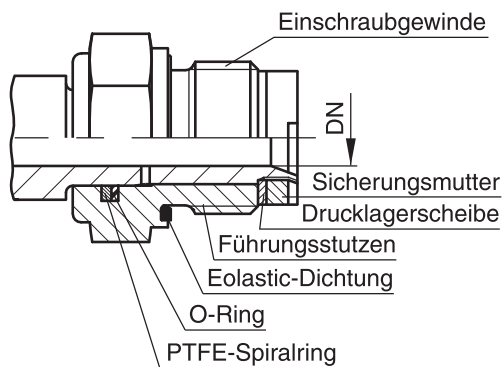 Einschraubgewinde
DN
Sicherungsmutter
Drucklagerscheibe
Führungsstutzen
Eolastic-Dichtung
O-Ring
PTFE-Spiralring